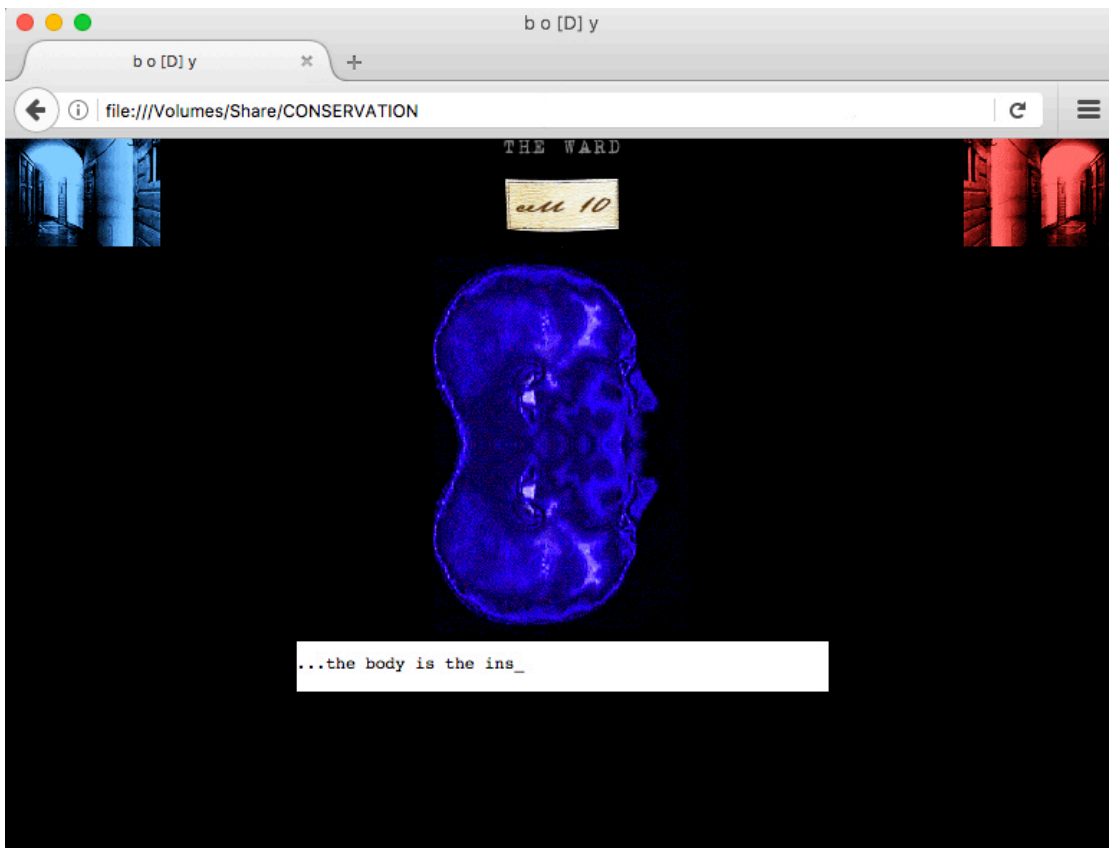 b o [D] y
b o [D] y
file:///Volumes/Share/CONSERVATION
THE WARD
cell 10
...the body is the ins_